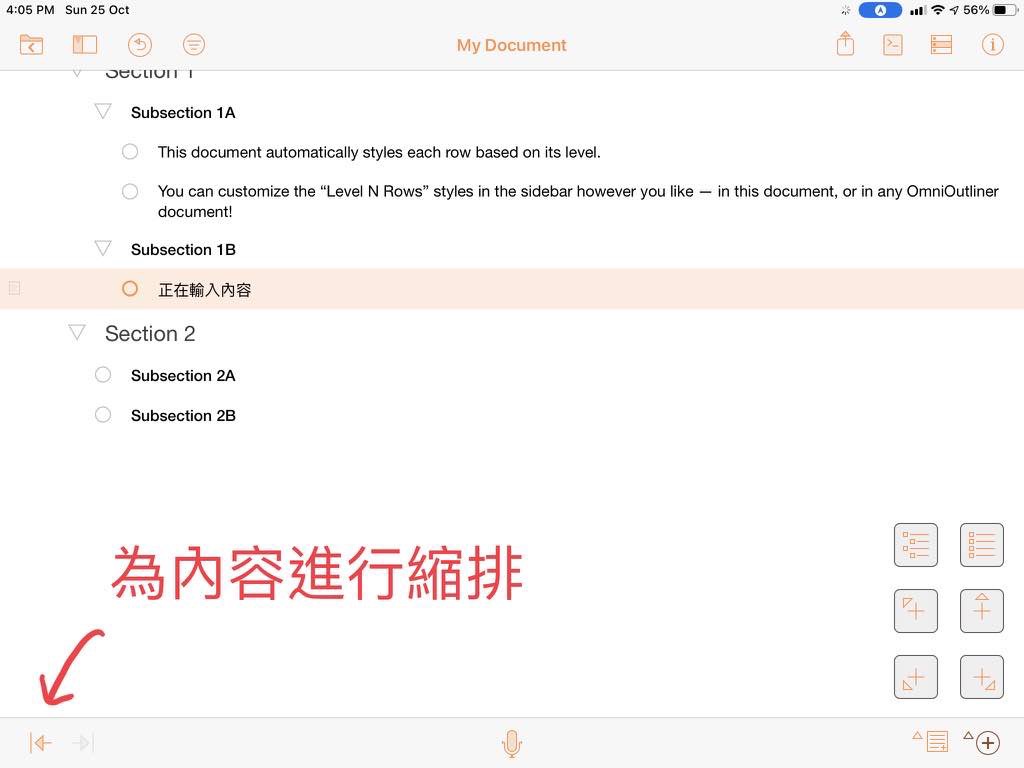 4:05 PM Sun 25 Oct
56%
My Document
Section 1
Subsection 1A
This document automatically styles each row based on its level.
You can customize the “Level N Rows” styles in the sidebar however you like — in this document, or in any OmniOutliner
document!
Subsection 1B
正在輸入內容
Section 2
Subsection 2A
Subsection 2B
為內容進行縮排